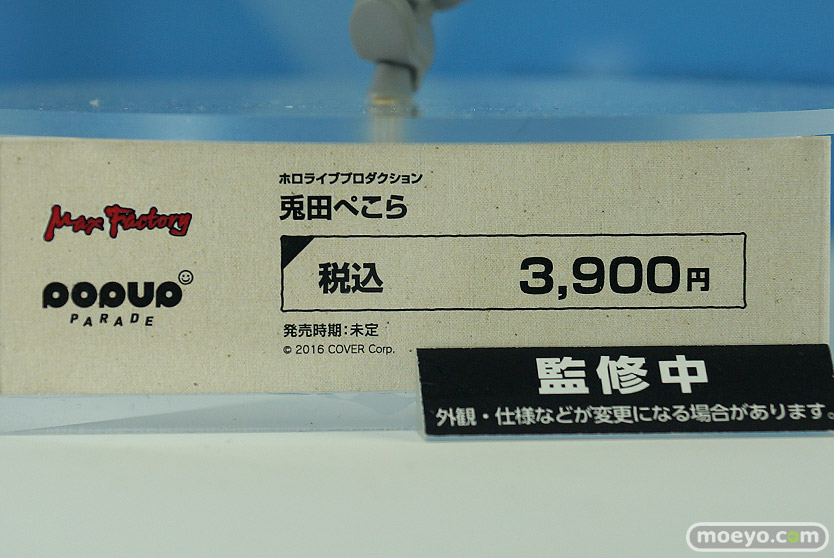 Max Factory
POPUP
PARADE
ホロライブプロダクション
兎田ぺこら
税込 3,900円
発売時期:未定
© 2016 COVER Corp.
監修中
外観・仕様などが変更になる場合があります。
moeyo.com